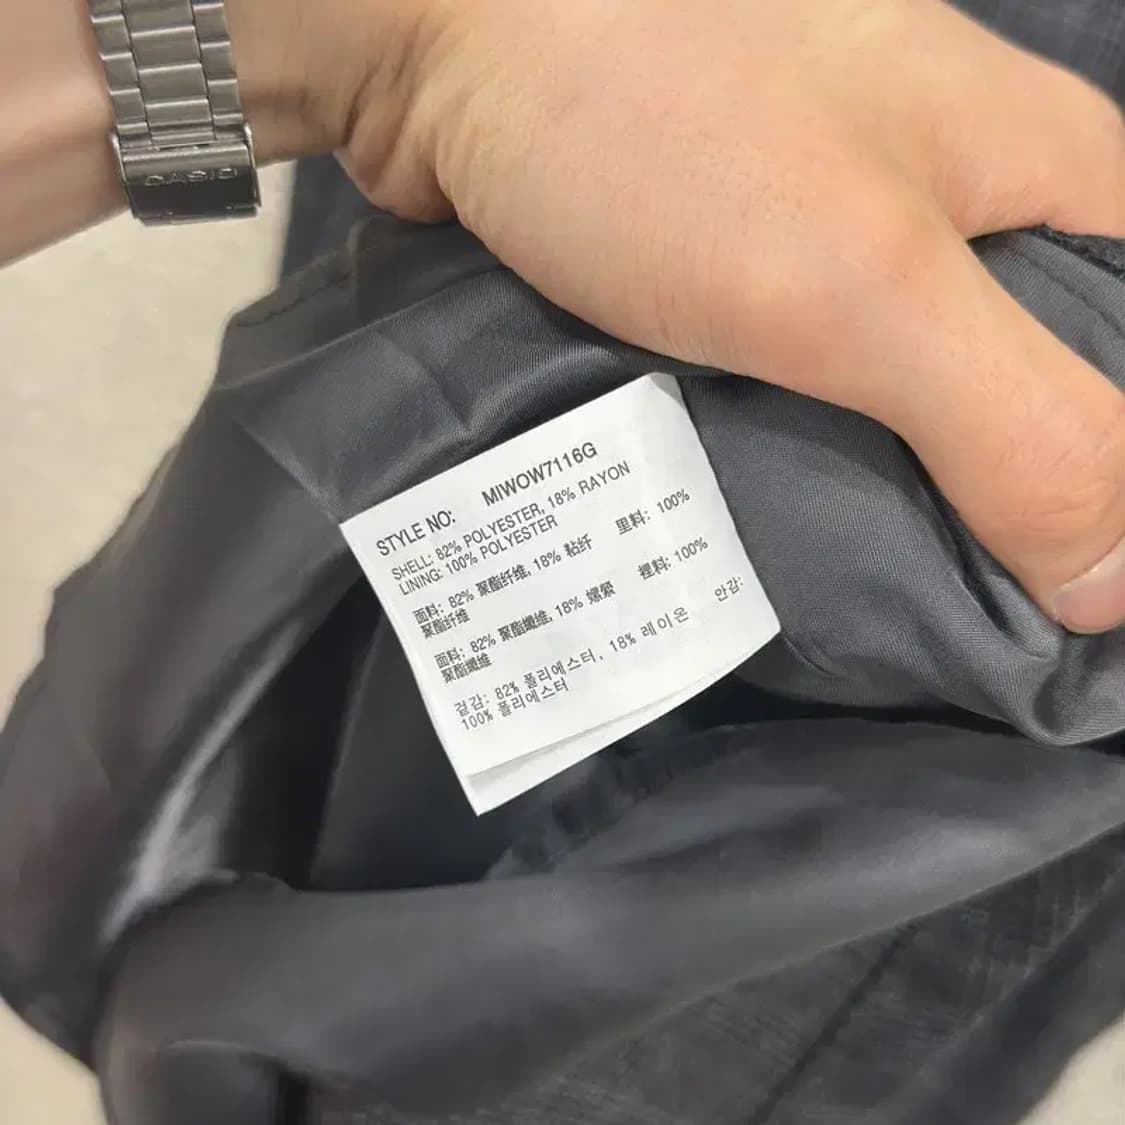 CASIO
STYLE NO: MIWOW7116G
SHELL: 82% POLYESTER, 18% RAYON
LINING: 100% POLYESTER
面料: 82% 聚酯纤维, 18% 粘纤 里料: 100%
聚酯纤维
面料: 82% 聚酯纖維, 18% 嫘縈 裡料: 100%
聚酯纖維
겉감: 82% 폴리에스터, 18% 레이온 안감:
100% 폴리에스터